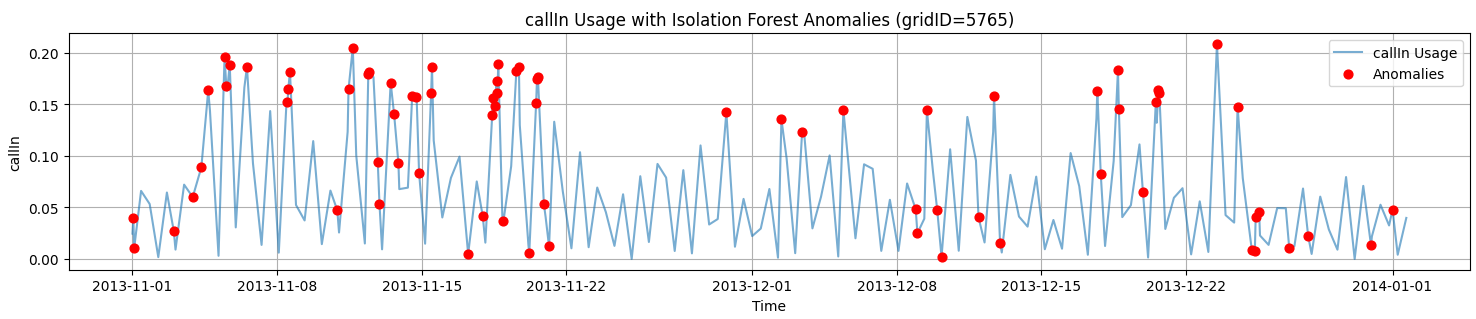 callIn Usage with Isolation Forest Anomalies (gridID=5765)
callIn Usage
Anomalies
0.20
0.15
0.10
0.05
0.00
callIn
2013-11-01
2013-11-08
2013-11-15
2013-11-22
2013-12-01
2013-12-08
2013-12-15
2013-12-22
2014-01-01
Time